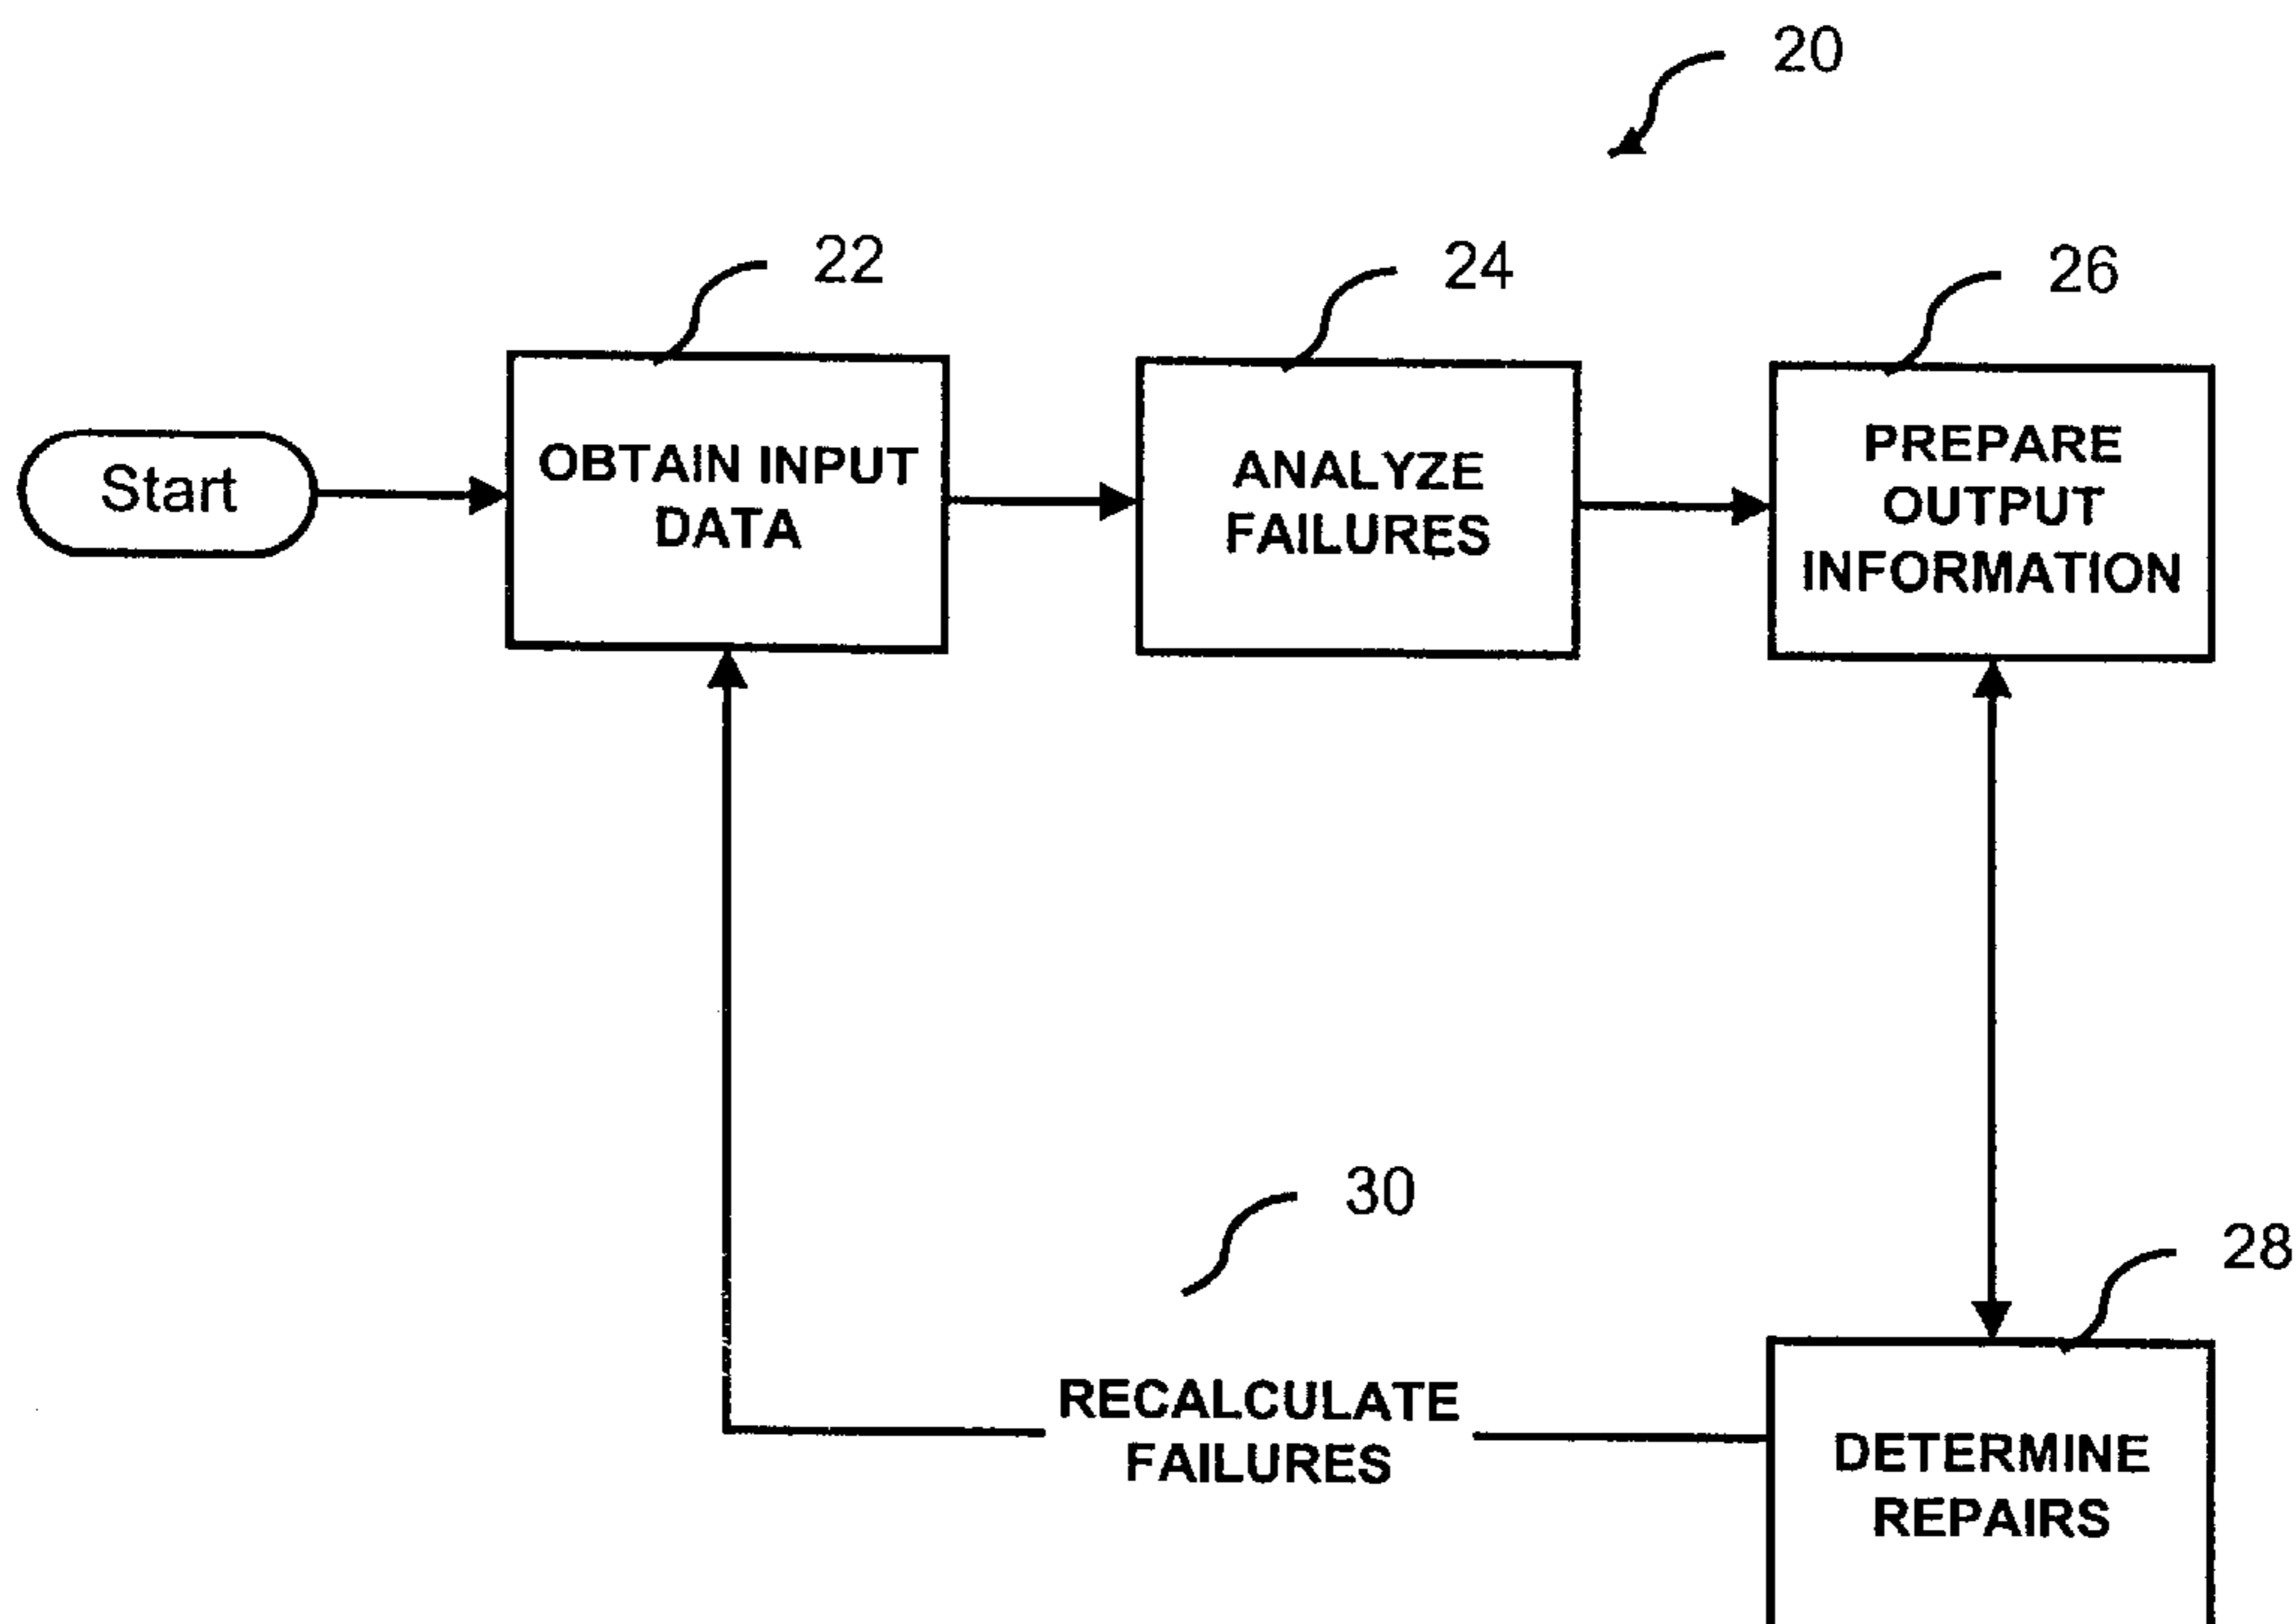 20
22
24
26
Start
OBTAIN INPUT
DATA
ANALYZE
FAILURES
PREPARE
OUTPUT
INFORMATION
30
28
RECALCULATE
FAILURES
DETERMINE
REPAIRS